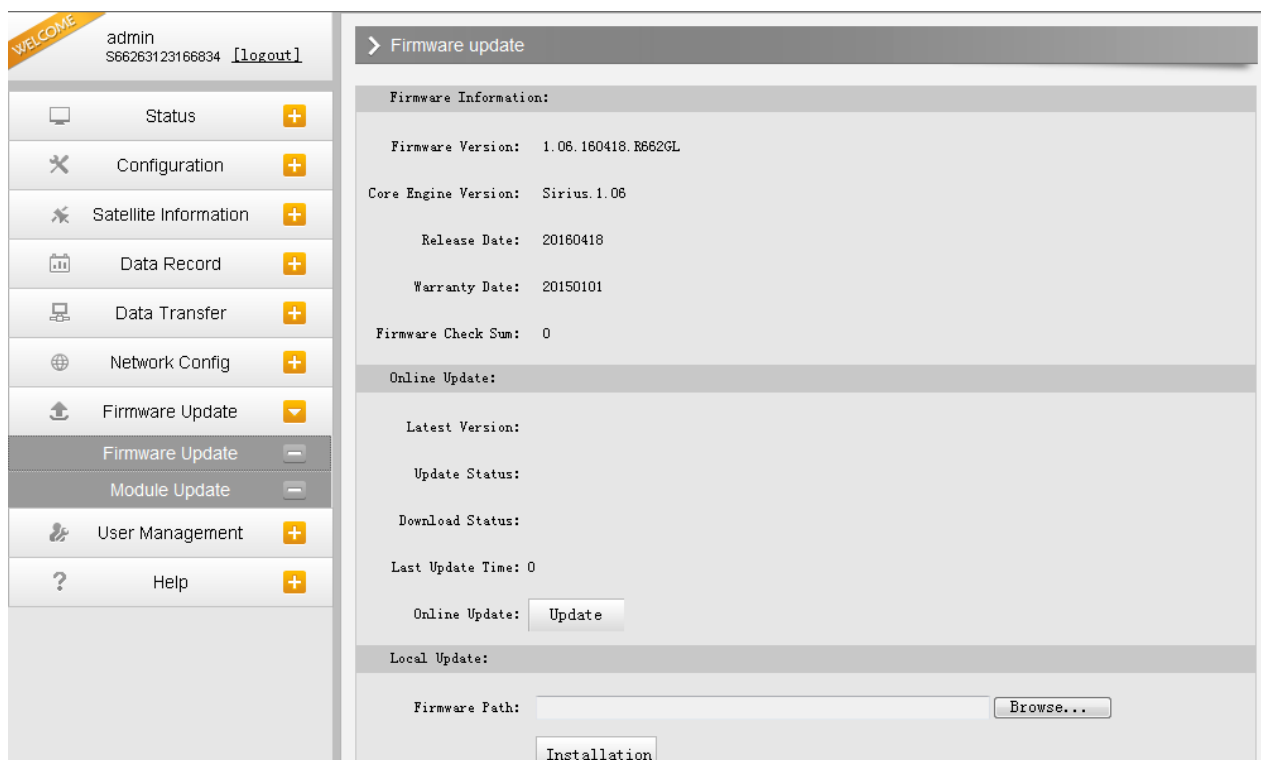 WELCOME
admin
S66263123166834 [logout]
Status
Configuration
Satellite Information
Data Record
Data Transfer
Network Config
Firmware Update
Firmware Update
Module Update
User Management
Help
Firmware update
Firmware Information:
Firmware Version: 1.06.160418.R662GL
Core Engine Version: Sirius.1.06
Release Date: 20160418
Warranty Date: 20150101
Firmware Check Sum: 0
Online Update:
Latest Version:
Update Status:
Download Status:
Last Update Time: 0
Online Update: Update
Local Update:
Firmware Path: Browse...
Installation